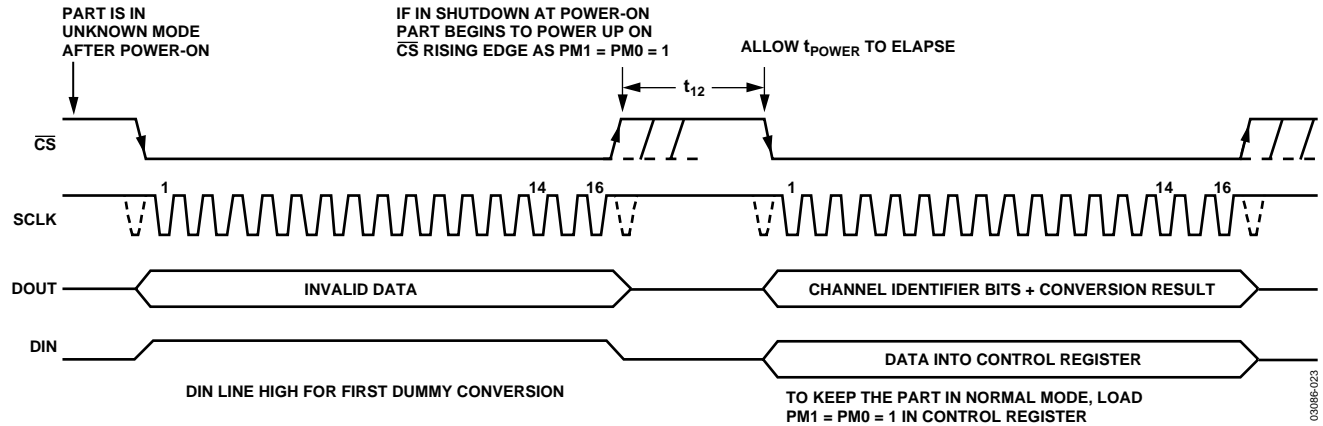 PART IS IN
UNKNOWN MODE
AFTER POWER-ON
IF IN SHUTDOWN AT POWER-ON
PART BEGINS TO POWER UP ON
CS RISING EDGE AS PM1 = PM0 = 1
ALLOW tPOWER TO ELAPSE
t12
CS
SCLK
1
14
16
1
14
16
DOUT
INVALID DATA
CHANNEL IDENTIFIER BITS + CONVERSION RESULT
DIN
DATA INTO CONTROL REGISTER
DIN LINE HIGH FOR FIRST DUMMY CONVERSION
TO KEEP THE PART IN NORMAL MODE, LOAD
PM1 = PM0 = 1 IN CONTROL REGISTER
03086-023